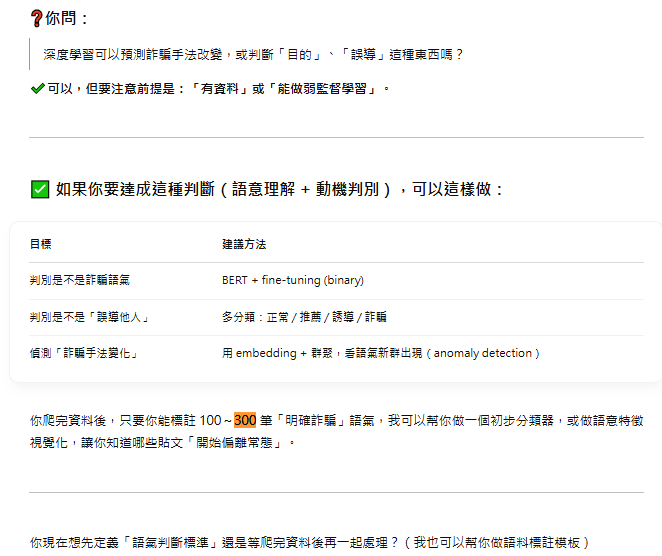 ❓你問：
深度學習可以預測詐騙手法改變，或判斷「目的」、「誤導」這種東西嗎？
✔ 可以，但要注意前提是：「有資料」或「能做弱監督學習」。
✅ 如果你要達成這種判斷（語意理解 + 動機判別），可以這樣做：
目標 建議方法
判別是不是詐騙語氣 BERT + fine-tuning (binary)
判別是不是「誤導他人」 多分類：正常 / 推薦 / 誘導 / 詐騙
偵測「詐騙手法變化」 用 embedding + 群聚，看語氣新群出現（anomaly detection）
你爬完資料後，只要你能標註 100～300 筆「明確詐騙」語氣，我可以幫你做一個初步分類器，或做語意特徵
視覺化，讓你知道哪些貼文「開始偏離常態」。
你現在想先定義「語氣判斷標準」還是等爬完資料後再一起處理？（我也可以幫你做語料標註模板）